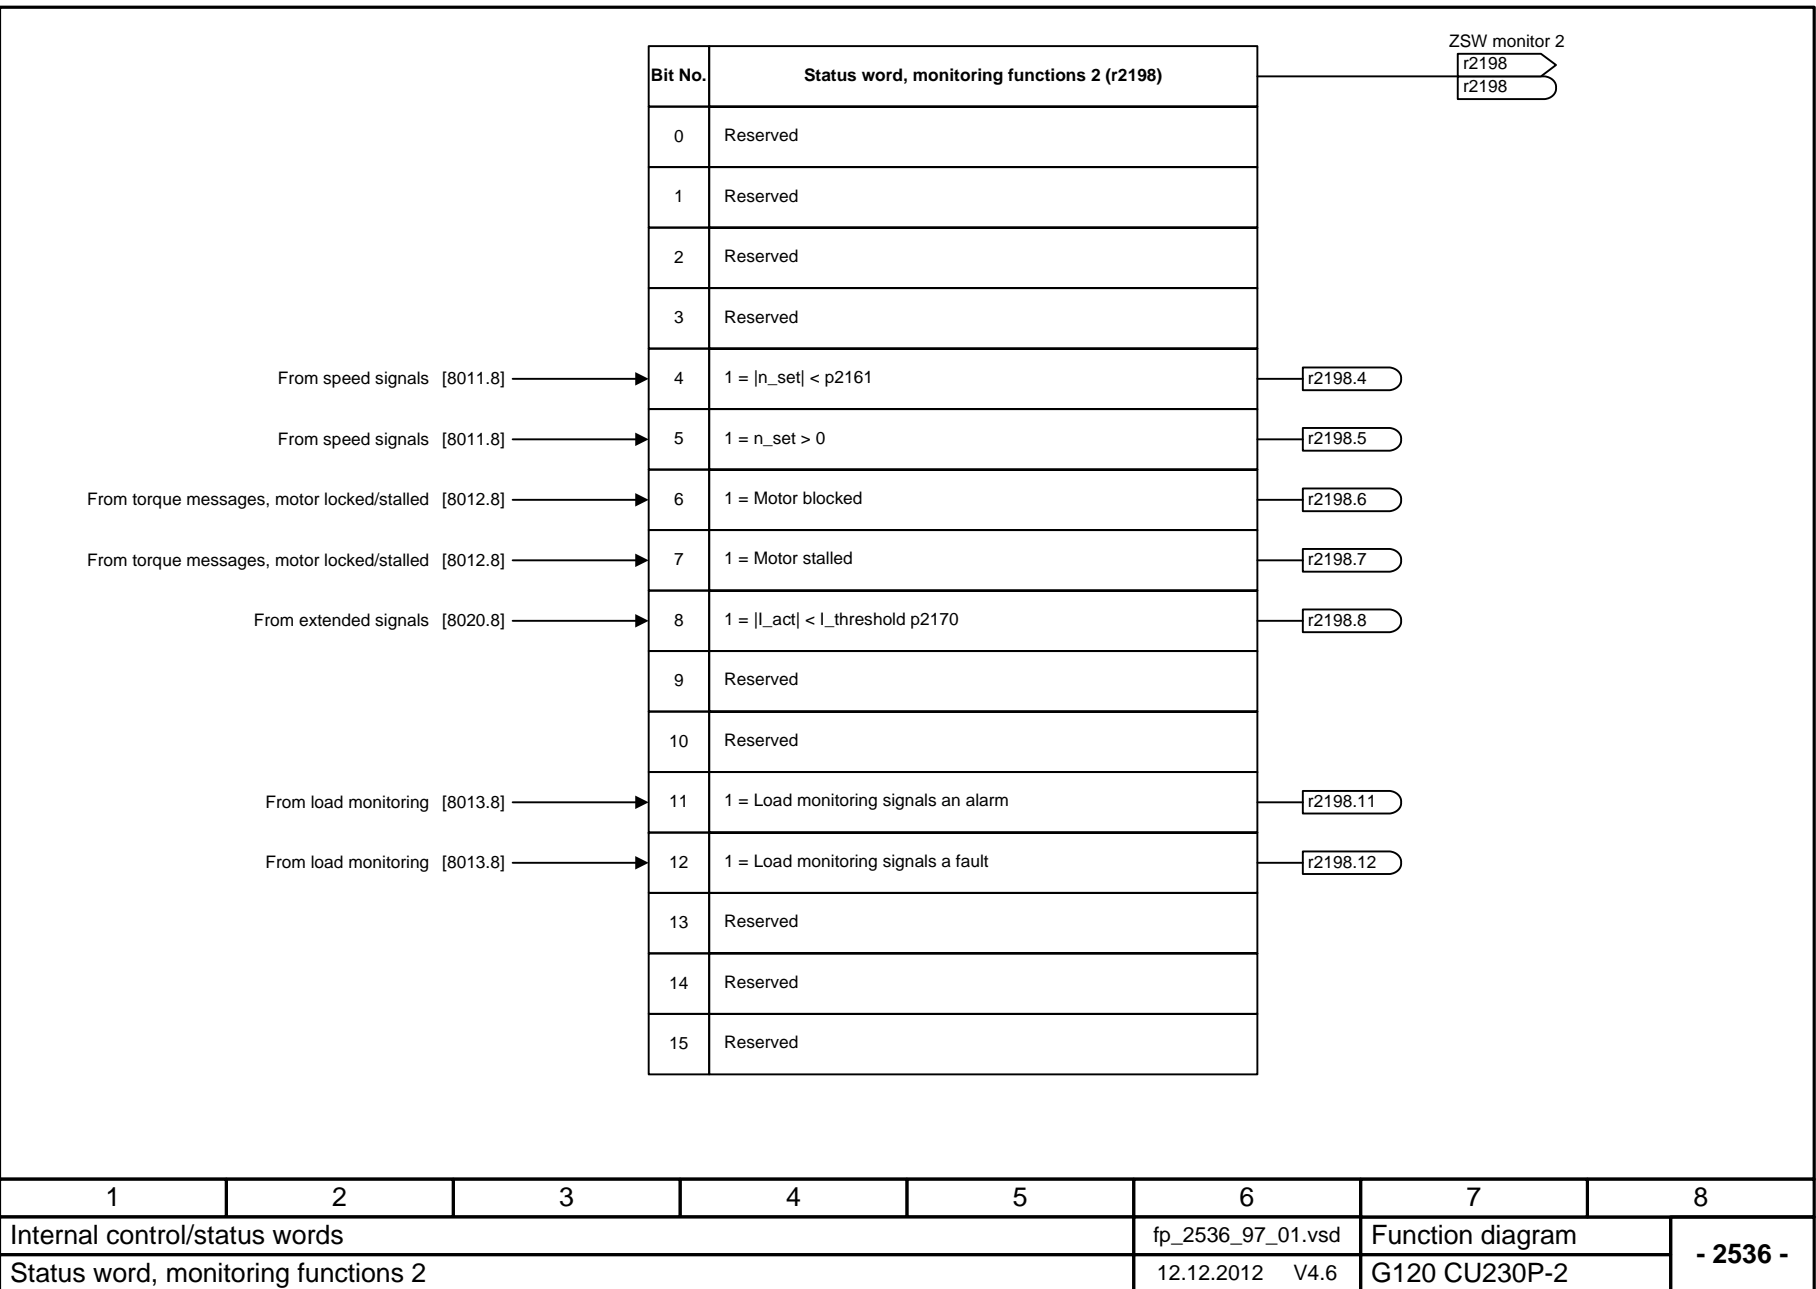 ZSW monitor 2
Bit No. Status word, monitoring functions 2 (r2198) r2198
r2198
0 Reserved
1 Reserved
2 Reserved
3 Reserved
From speed signals [8011.8] 4 1 = |n_set| < p2161 r2198.4
From speed signals [8011.8] 5 1 = n_set > 0 r2198.5
From torque messages, motor locked/stalled [8012.8] 6 1 = Motor blocked r2198.6
From torque messages, motor locked/stalled [8012.8] 7 1 = Motor stalled r2198.7
From extended signals [8020.8] 8 1 = |I_act| < I_threshold p2170 r2198.8
9 Reserved
10 Reserved
From load monitoring [8013.8] 11 1 = Load monitoring signals an alarm r2198.11
From load monitoring [8013.8] 12 1 = Load monitoring signals a fault r2198.12
13 Reserved
14 Reserved
15 Reserved
1 2 3 4 5 6 7 8
Internal control/status words fp_2536_97_01.vsd Function diagram - 2536 -
Status word, monitoring functions 2 12.12.2012 V4.6 G120 CU230P-2